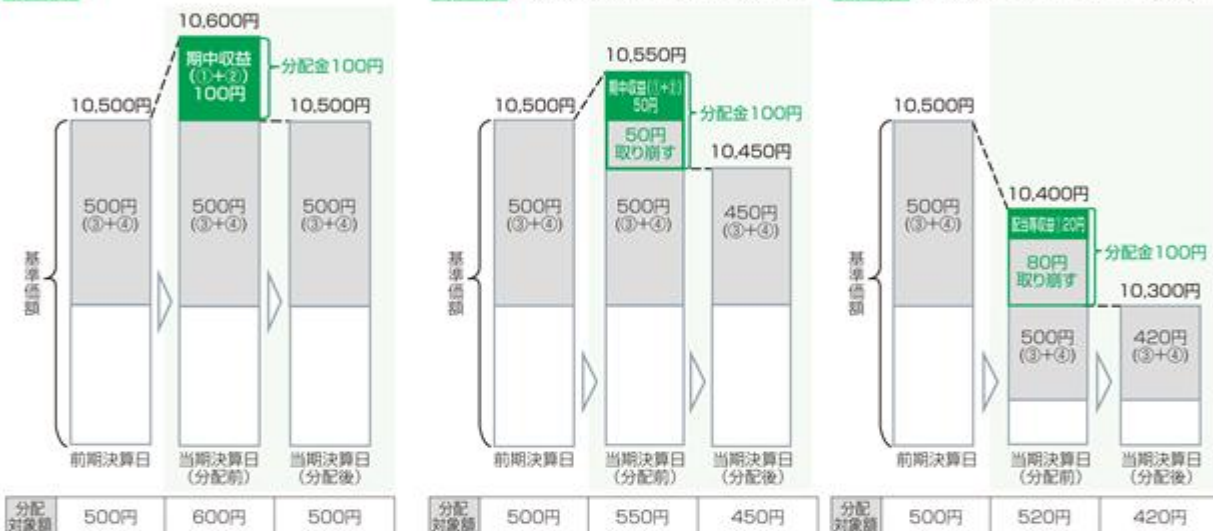 10,600円
期中収益
(①+②)
100円
分配金100円
10,500円
10,500円
500円
(③+④)
500円
(③+④)
500円
(③+④)
基準価額
前期決算日
当期決算日
(分配前)
当期決算日
(分配後)
分配
対象額
500円
600円
500円
10,550円
期中収益(①+②)
50円
分配金100円
10,500円
50円
取り崩す
10,450円
500円
(③+④)
500円
(③+④)
450円
(③+④)
基準価額
前期決算日
当期決算日
(分配前)
当期決算日
(分配後)
分配
対象額
500円
550円
450円
10,500円
10,400円
配当等収益 20円
分配金100円
80円
取り崩す
10,300円
500円
(③+④)
500円
(③+④)
420円
(③+④)
基準価額
前期決算日
当期決算日
(分配前)
当期決算日
(分配後)
分配
対象額
500円
520円
420円